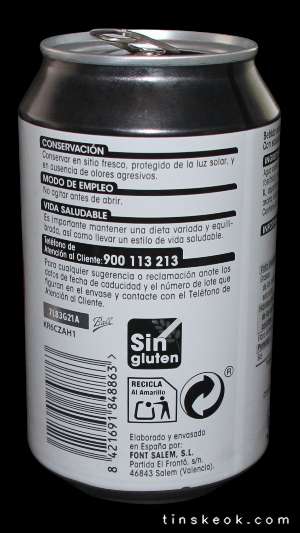 CONSERVACIÓN
Conservar en sitio fresco, protegido de la luz solar, y
en ausencia de olores agresivos.
MODO DE EMPLEO
No agitar antes de abrir.
VIDA SALUDABLE
Es importante mantener una dieta variada y equili-
brada, así como llevar un estilo de vida saludable.
Teléfono de
Atención al Cliente: 900 113 213
Para cualquier sugerencia o reclamación anote los
datos de fecha de caducidad y el número de lote que
figuran en el envase y contacte con el Teléfono de
Atención al Cliente.
7L83G21A
Ball
KR6CZAH1
Sin
gluten
RECICLA
Al Amarillo
®
8 421691 848863
Elaborado y envasado
en España por:
FONT SALEM, S.L.
Partida El Frontó, s/n.
46843 Salem (Valencia).
tinskeok.com